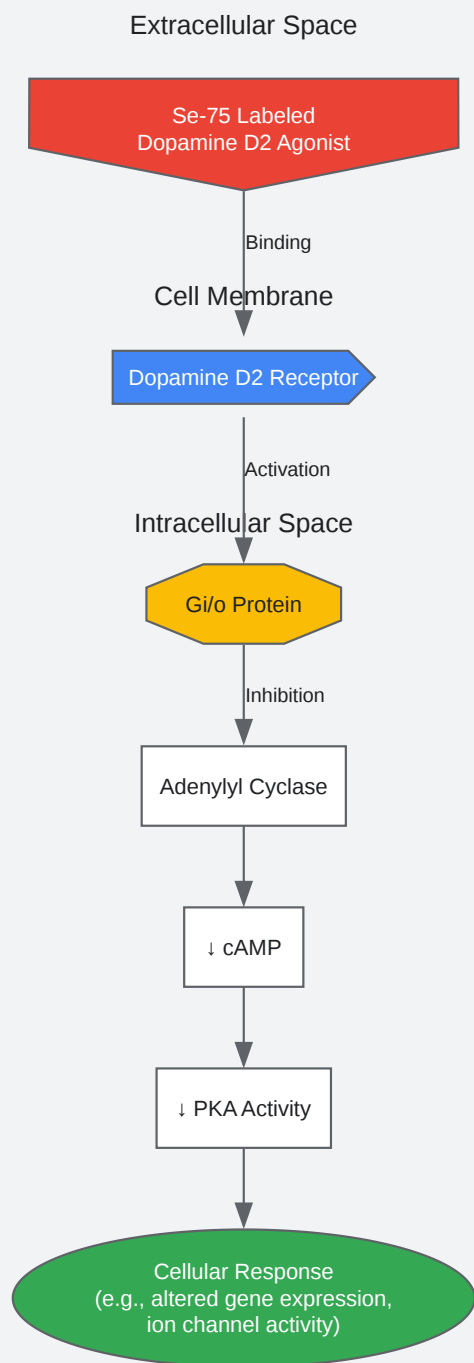 Extracellular Space
Se-75 Labeled
Dopamine D2 Agonist
Binding
Cell Membrane
Dopamine D2 Receptor
Activation
Intracellular Space
Gi/o Protein
Inhibition
Adenylyl Cyclase
↓ cAMP
↓ PKA Activity
Cellular Response
(e.g., altered gene expression,
ion channel activity)